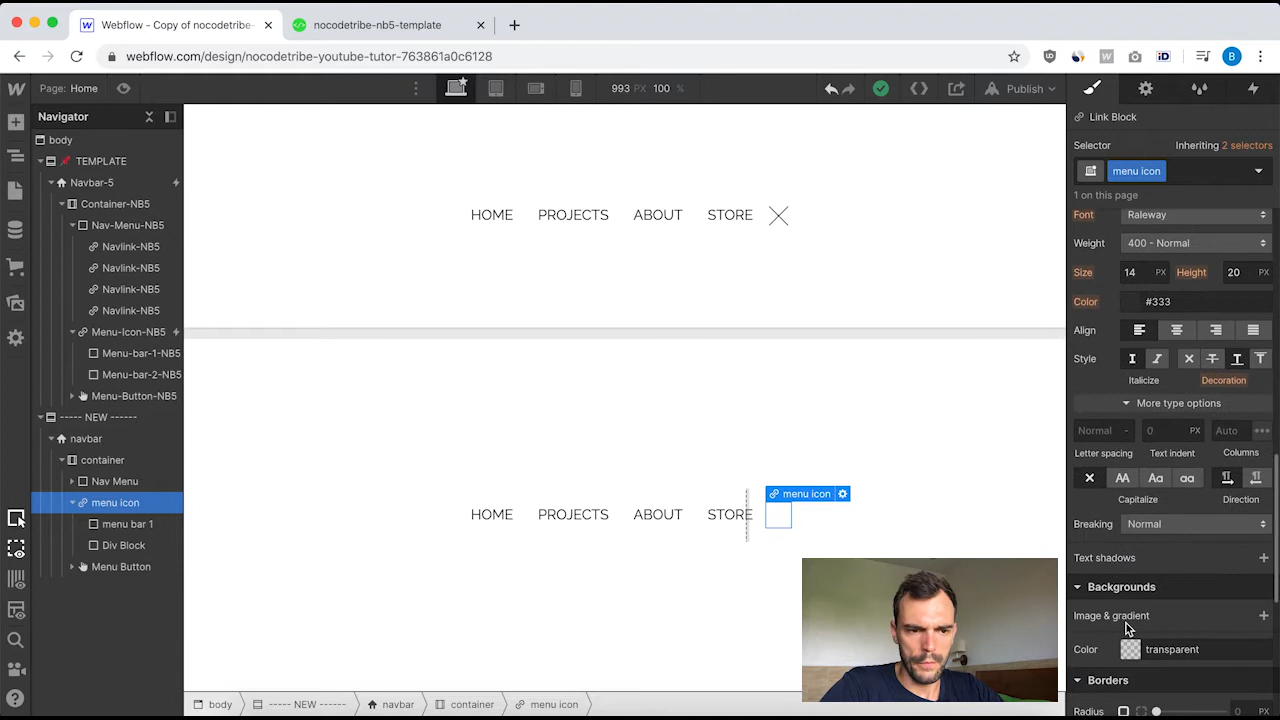 Webflow - Copy of nocodetribe-
nocodetribe-nb5-template
webflow.com/design/nocodetribe-youtube-tutor-763861a0c6128
B
Page: Home
993 PX 100 %
Publish
Navigator
body
TEMPLATE
Navbar-5
Container-NB5
Nav-Menu-NB5
Navlink-NB5
Navlink-NB5
Navlink-NB5
Navlink-NB5
Menu-Icon-NB5
Menu-bar-1-NB5
Menu-bar-2-NB5
Menu-Button-NB5
----- NEW ------
navbar
container
Nav Menu
menu icon
menu bar 1
Div Block
Menu Button
HOME PROJECTS ABOUT STORE
menu icon
HOME PROJECTS ABOUT STORE
body ----- NEW ------ navbar container menu icon
Link Block
Selector Inheriting 2 selectors
menu icon
1 on this page
Font Raleway
Weight 400 - Normal
Size 14 PX Height 20 PX
Color #333
Align
Style
Italicize Decoration
More type options
Normal - 0 PX Auto
Letter spacing Text indent Columns
AA Aa aa
Capitalize Direction
Breaking Normal
Text shadows
Backgrounds
Image & gradient
Color transparent
Borders
Radius 0 PX